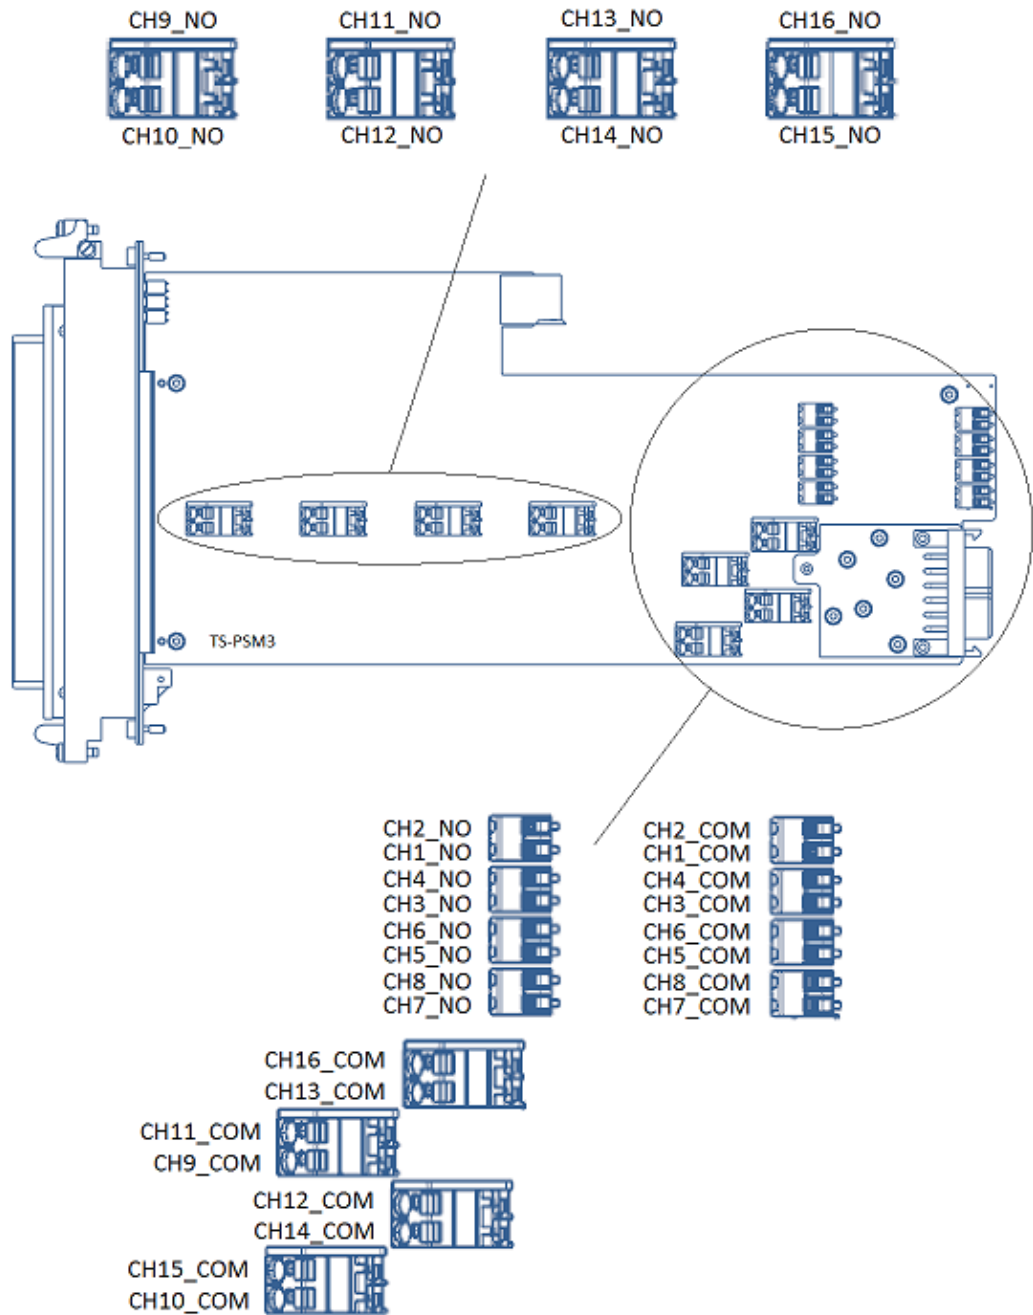 CH9_NO CH11_NO CH13_NO CH16_NO
CH10_NO CH12_NO CH14_NO CH15_NO
TS-PSM3
CH2_NO CH2_COM
CH1_NO CH1_COM
CH4_NO CH4_COM
CH3_NO CH3_COM
CH6_NO CH6_COM
CH5_NO CH5_COM
CH8_NO CH8_COM
CH7_NO CH7_COM
CH16_COM
CH13_COM
CH11_COM
CH9_COM
CH12_COM
CH14_COM
CH15_COM
CH10_COM